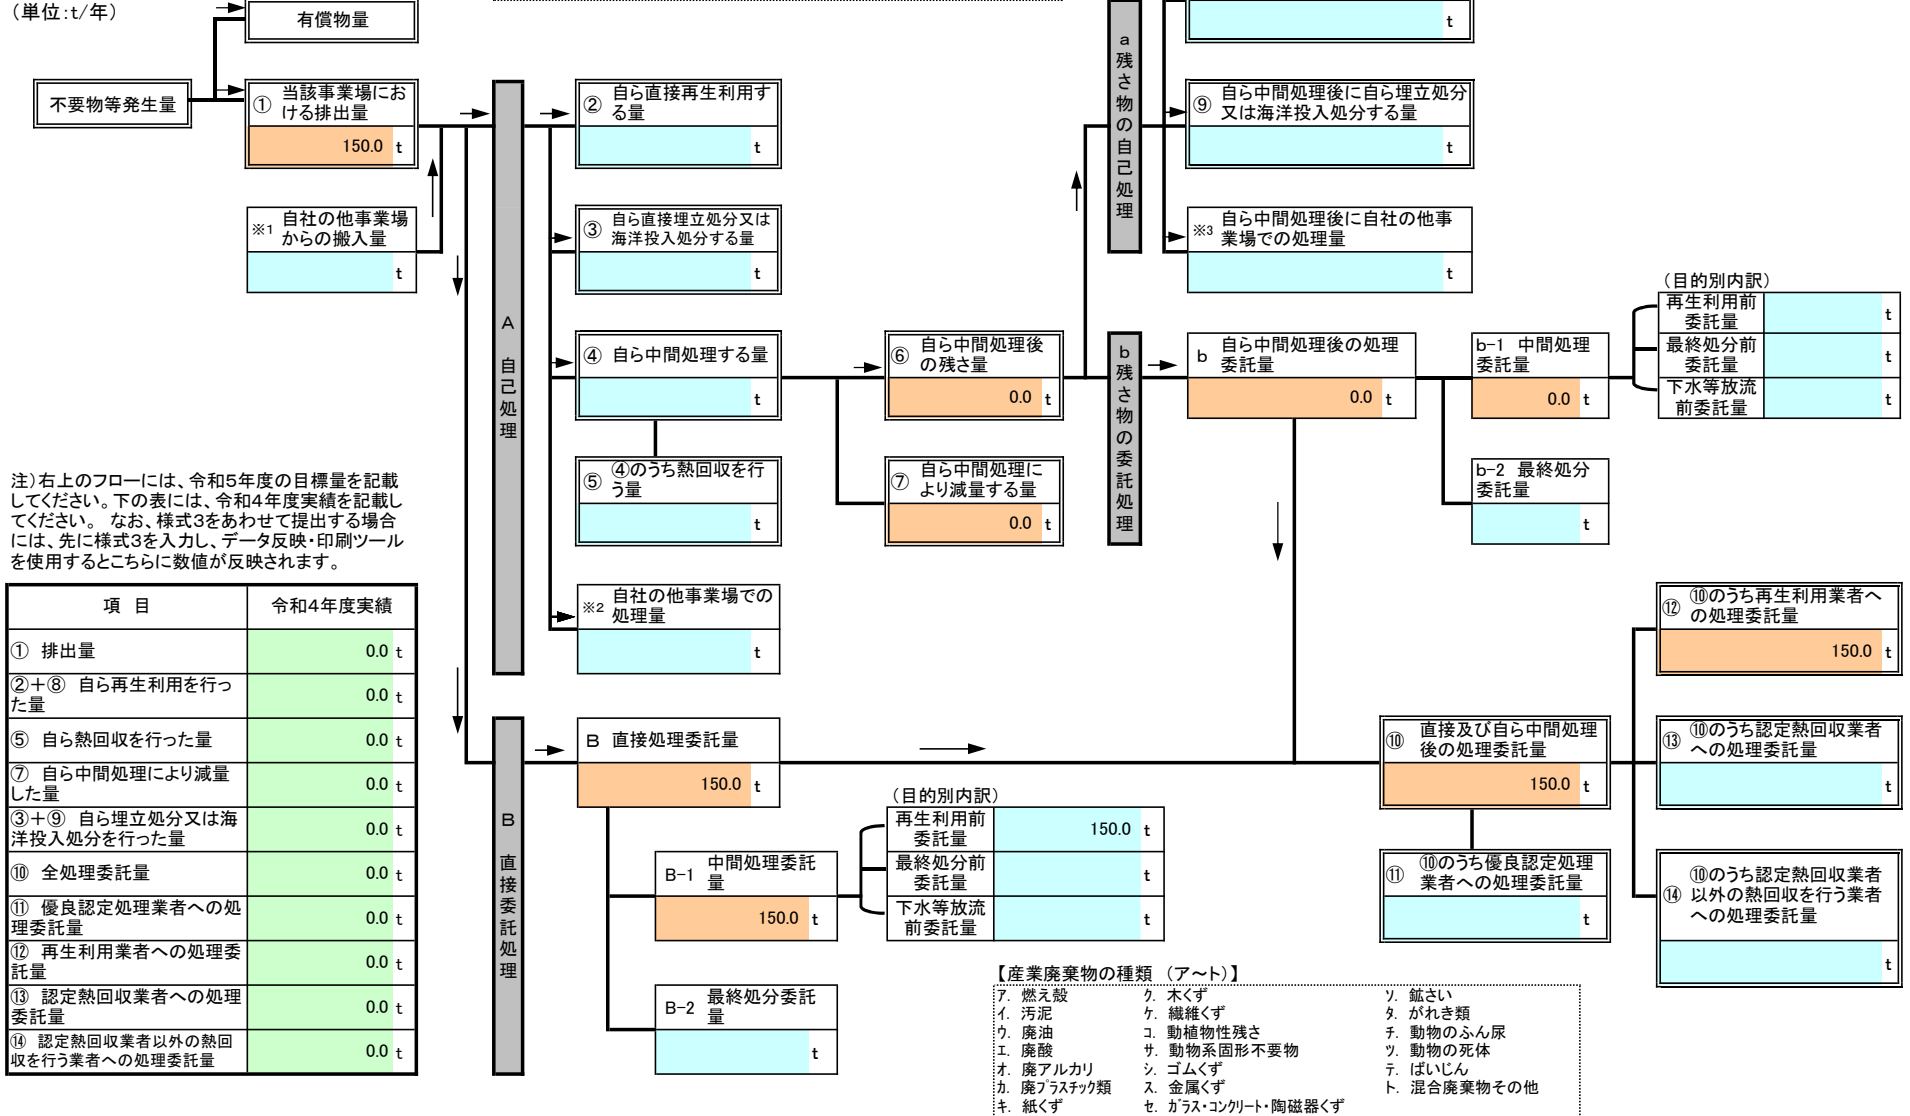 （単位:ｔ/年）
有償物量
ｔ
不要物等発生量
① 当該事業場にお
ける排出量
150.0 ｔ
② 自ら直接再生利用す
る量
ｔ
a 残さ物の自己処理
⑨ 自ら中間処理後に自ら埋立処分
又は海洋投入処分する量
ｔ
※1 自社の他事業場
からの搬入量
ｔ
③ 自ら直接埋立処分又は
海洋投入処分する量
ｔ
※3 自ら中間処理後に自社の他事
業場での処理量
ｔ
A 自己処理
④ 自ら中間処理する量
ｔ
⑥ 自ら中間処理後
の残さ量
0.0 ｔ
b 残さ物の委託処理
b 自ら中間処理後の処理
委託量
0.0 ｔ
b-1 中間処理
委託量
0.0 ｔ
（目的別内訳）
再生利用前
委託量
ｔ
最終処分前
委託量
ｔ
下水等放流
前委託量
ｔ
⑤ ④のうち熱回収を行
う量
ｔ
⑦ 自ら中間処理に
より減量する量
0.0 ｔ
b-2 最終処分
委託量
ｔ
注）右上のフローには、令和5年度の目標量を記載
してください。下の表には、令和4年度実績を記載し
てください。 なお、様式3をあわせて提出する場合
には、先に様式3を入力し、データ反映・印刷ツール
を使用するとこちらに数値が反映されます。
※2 自社の他事業場での
処理量
ｔ
項 目 令和4年度実績
① 排出量 0.0 ｔ
②＋⑧ 自ら再生利用を行っ
た量 0.0 ｔ
⑤ 自ら熱回収を行った量 0.0 ｔ
⑦ 自ら中間処理により減量
した量 0.0 ｔ
③＋⑨ 自ら埋立処分又は海
洋投入処分を行った量 0.0 ｔ
⑩ 全処理委託量 0.0 ｔ
⑪ 優良認定処理業者への処
理委託量 0.0 ｔ
⑫ 再生利用業者への処理委
託量 0.0 ｔ
⑬ 認定熱回収業者への処理
委託量 0.0 ｔ
⑭ 認定熱回収業者以外の熱回
収を行う業者への処理委託量 0.0 ｔ
B 直接委託処理
B 直接処理委託量
150.0 ｔ
B-1 中間処理委託
量
150.0 ｔ
（目的別内訳）
再生利用前
委託量
150.0 ｔ
最終処分前
委託量
ｔ
下水等放流
前委託量
ｔ
B-2 最終処分委託
量
ｔ
⑩ 直接及び自ら中間処理
後の処理委託量
150.0 ｔ
⑪ ⑩のうち優良認定処理
業者への処理委託量
ｔ
⑫ ⑩のうち再生利用業者へ
の処理委託量
150.0 ｔ
⑬ ⑩のうち認定熱回収業者
への処理委託量
ｔ
⑭ ⑩のうち認定熱回収業者
以外の熱回収を行う業者
への処理委託量
ｔ
【産業廃棄物の種類 （ア～ト）】
ア. 燃え殻 ク. 木くず ソ. 鉱さい
イ. 汚泥 ケ. 繊維くず タ. がれき類
ウ. 廃油 コ. 動植物性残さ チ. 動物のふん尿
エ. 廃酸 サ. 動物系固形不要物 ツ. 動物の死体
オ. 廃アルカリ シ. ゴムくず テ. ばいじん
カ. 廃プラスチック類 ス. 金属くず ト. 混合廃棄物その他
キ. 紙くず セ. ガラス・コンクリート・陶磁器くず